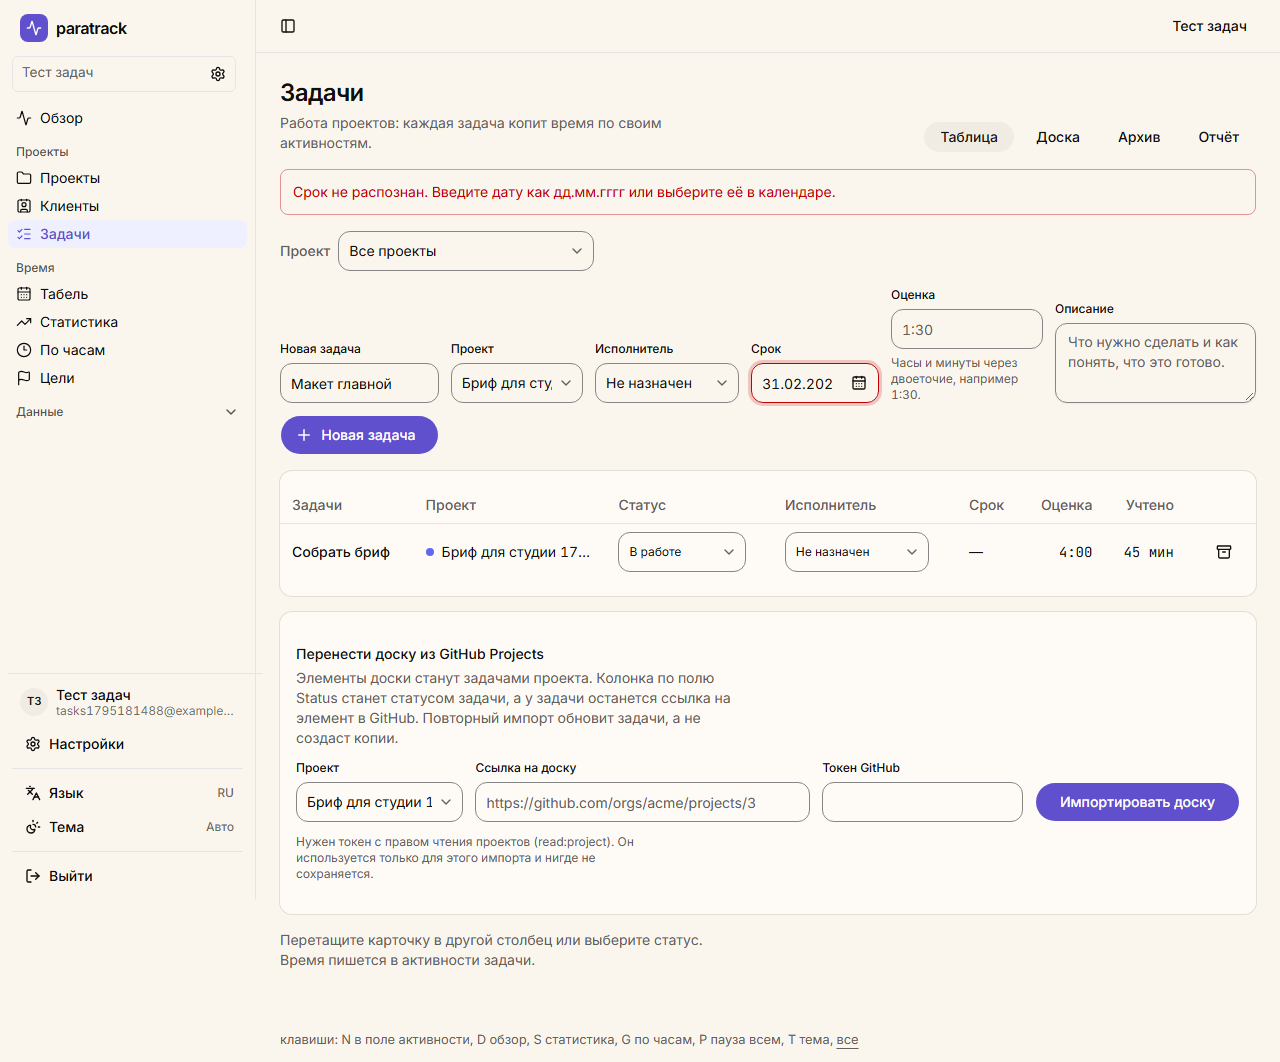 paratrack
Тест задач
Обзор
Проекты
Проекты
Клиенты
Задачи
Время
Табель
Статистика
По часам
Цели
Данные
ТЗ
Тест задач
tasks1795181488@example...
Настройки
Язык
RU
Тема
Авто
Выйти
Тест задач
Задачи
Работа проектов: каждая задача копит время по своим
активностям.
Таблица
Доска
Архив
Отчёт
Срок не распознан. Введите дату как дд.мм.гггг или выберите её в календаре.
Проект
Все проекты
Новая задача
Макет главной
Проект
Бриф для сту,
Исполнитель
Не назначен
Срок
31.02.202
Оценка
1:30
Часы и минуты через
двоеточие, например
1:30.
Описание
Что нужно сделать и как
понять, что это готово.
Новая задача
Задачи
Проект
Статус
Исполнитель
Срок
Оценка
Учтено
Собрать бриф
Бриф для студии 17...
В работе
Не назначен
—
4:00
45 мин
Перенести доску из GitHub Projects
Элементы доски станут задачами проекта. Колонка по полю
Status станет статусом задачи, а у задачи останется ссылка на
элемент в GitHub. Повторный импорт обновит задачи, а не
создаст копии.
Проект
Бриф для студии 1
Ссылка на доску
https://github.com/orgs/acme/projects/3
Токен GitHub
Импортировать доску
Нужен токен с правом чтения проектов (read:project). Он
используется только для этого импорта и нигде не
сохраняется.
Перетащите карточку в другой столбец или выберите статус.
Время пишется в активности задачи.
клавиши: N в поле активности, D обзор, S статистика, G по часам, P пауза всем, T тема, все